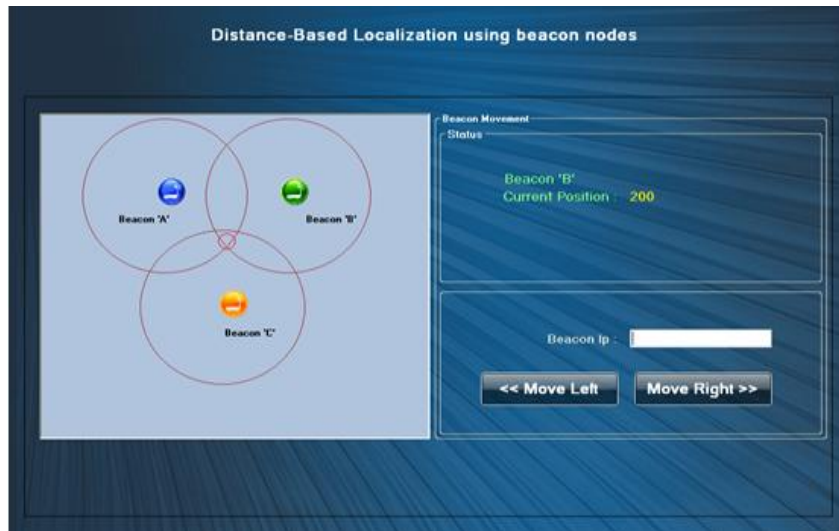 Distance-Based Localization using beacon nodes
Beacon 'A'
Beacon 'B'
Beacon 'C'
Beacon Movement
Status
Beacon 'B'
Current Position : 200
Beacon Ip :
<< Move Left
Move Right >>